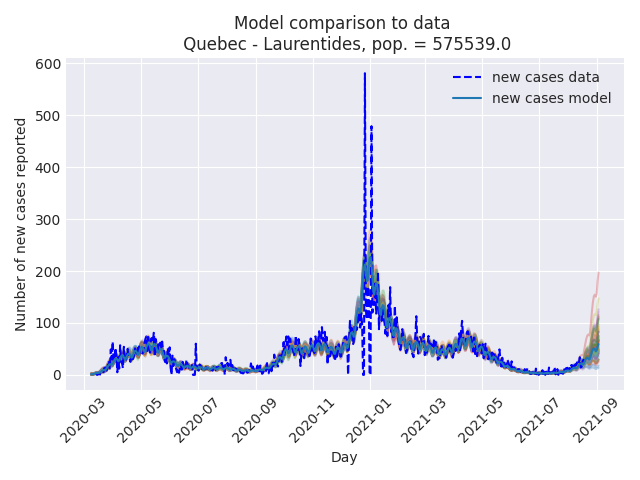 Model comparison to data
Quebec - Laurentides, pop. = 575539.0
new cases data
new cases model
Number of new cases reported
600
500
400
300
200
100
0
2020-03
2020-05
2020-07
2020-09
2020-11
2021-01
2021-03
2021-05
2021-07
2021-09
Day